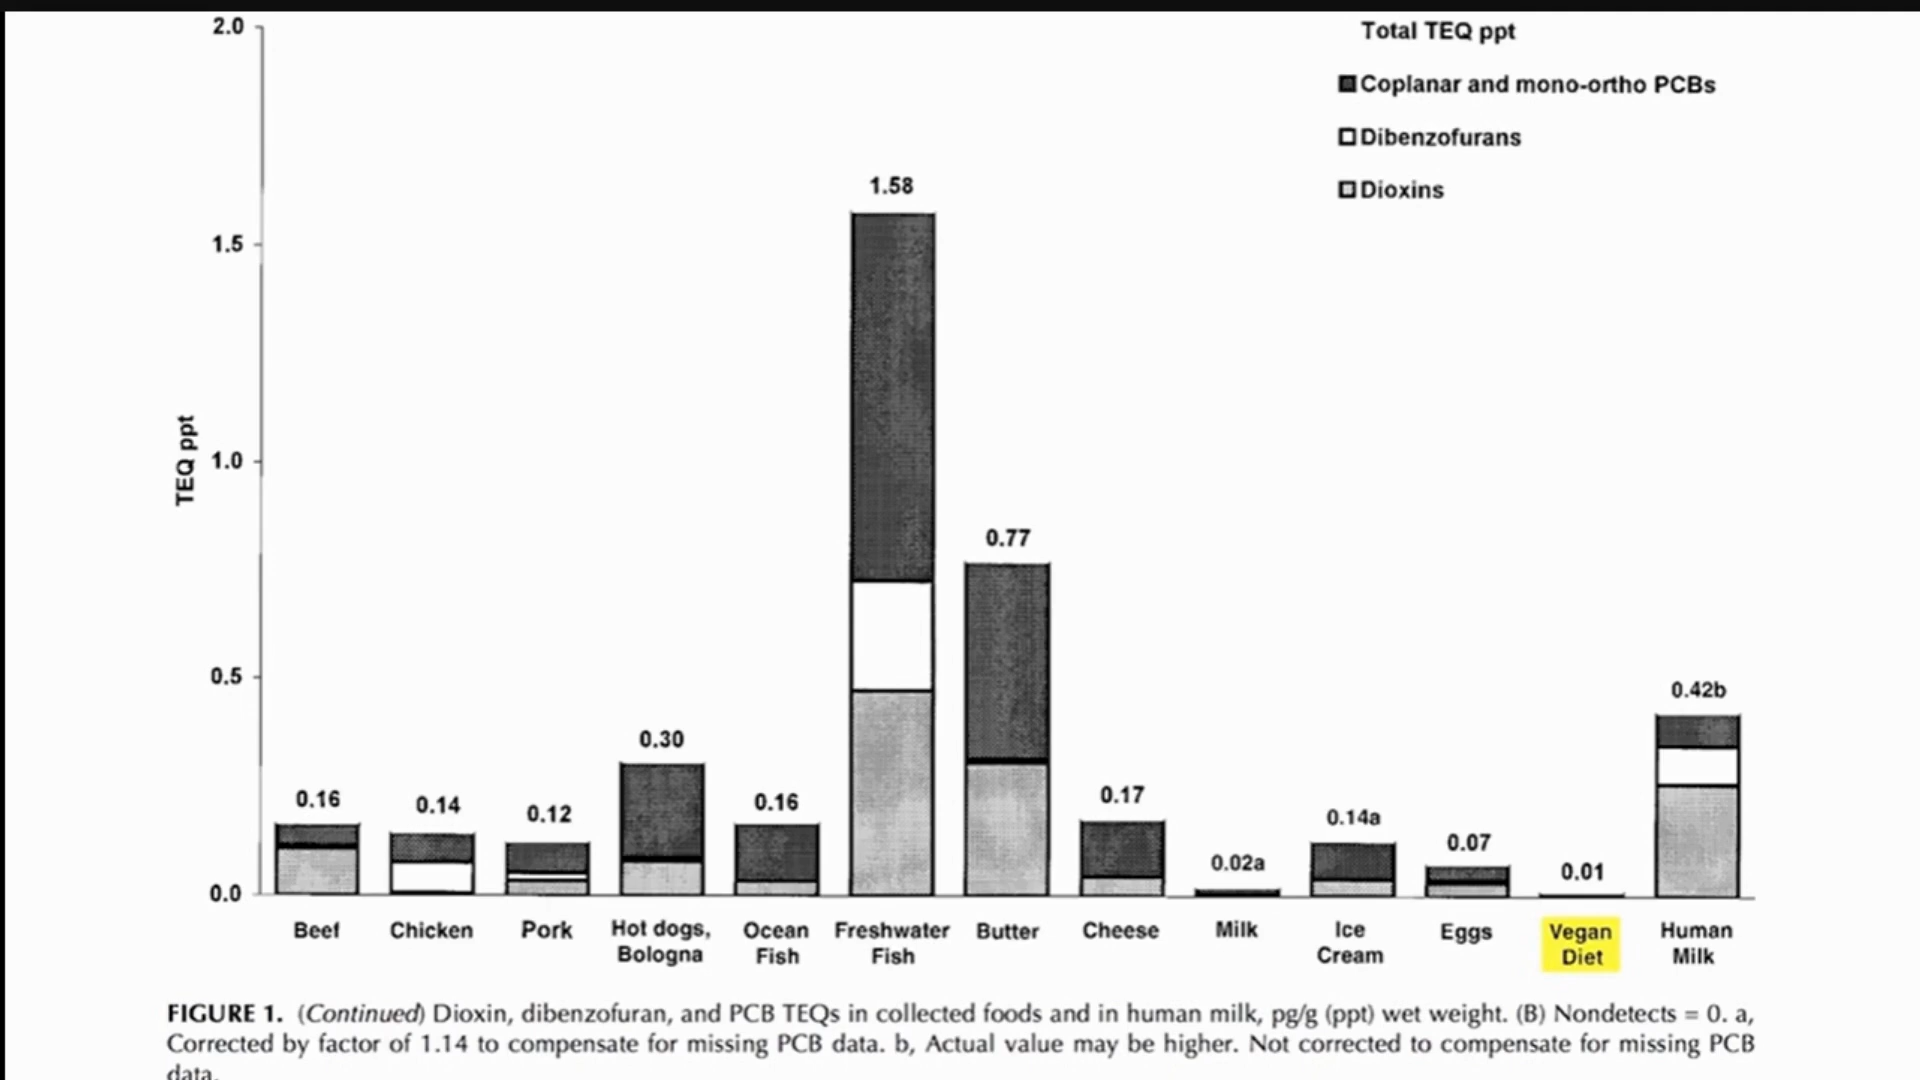 2.0
Total TEQ ppt
Coplanar and mono-ortho PCBs
Dibenzofurans
Dioxins
1.58
1.5
TEQ ppt
1.0
0.77
0.5
0.42b
0.30
0.16
0.14
0.12
0.16
0.17
0.02a
0.14a
0.07
0.01
0.0
Beef
Chicken
Pork
Hot dogs,
Bologna
Ocean
Fish
Freshwater
Fish
Butter
Cheese
Milk
Ice
Cream
Eggs
Vegan
Diet
Human
Milk
FIGURE 1. (Continued) Dioxin, dibenzofuran, and PCB TEQs in collected foods and in human milk, pg/g (ppt) wet weight. (B) Nondetects = 0. a,
Corrected by factor of 1.14 to compensate for missing PCB data. b, Actual value may be higher. Not corrected to compensate for missing PCB
data.